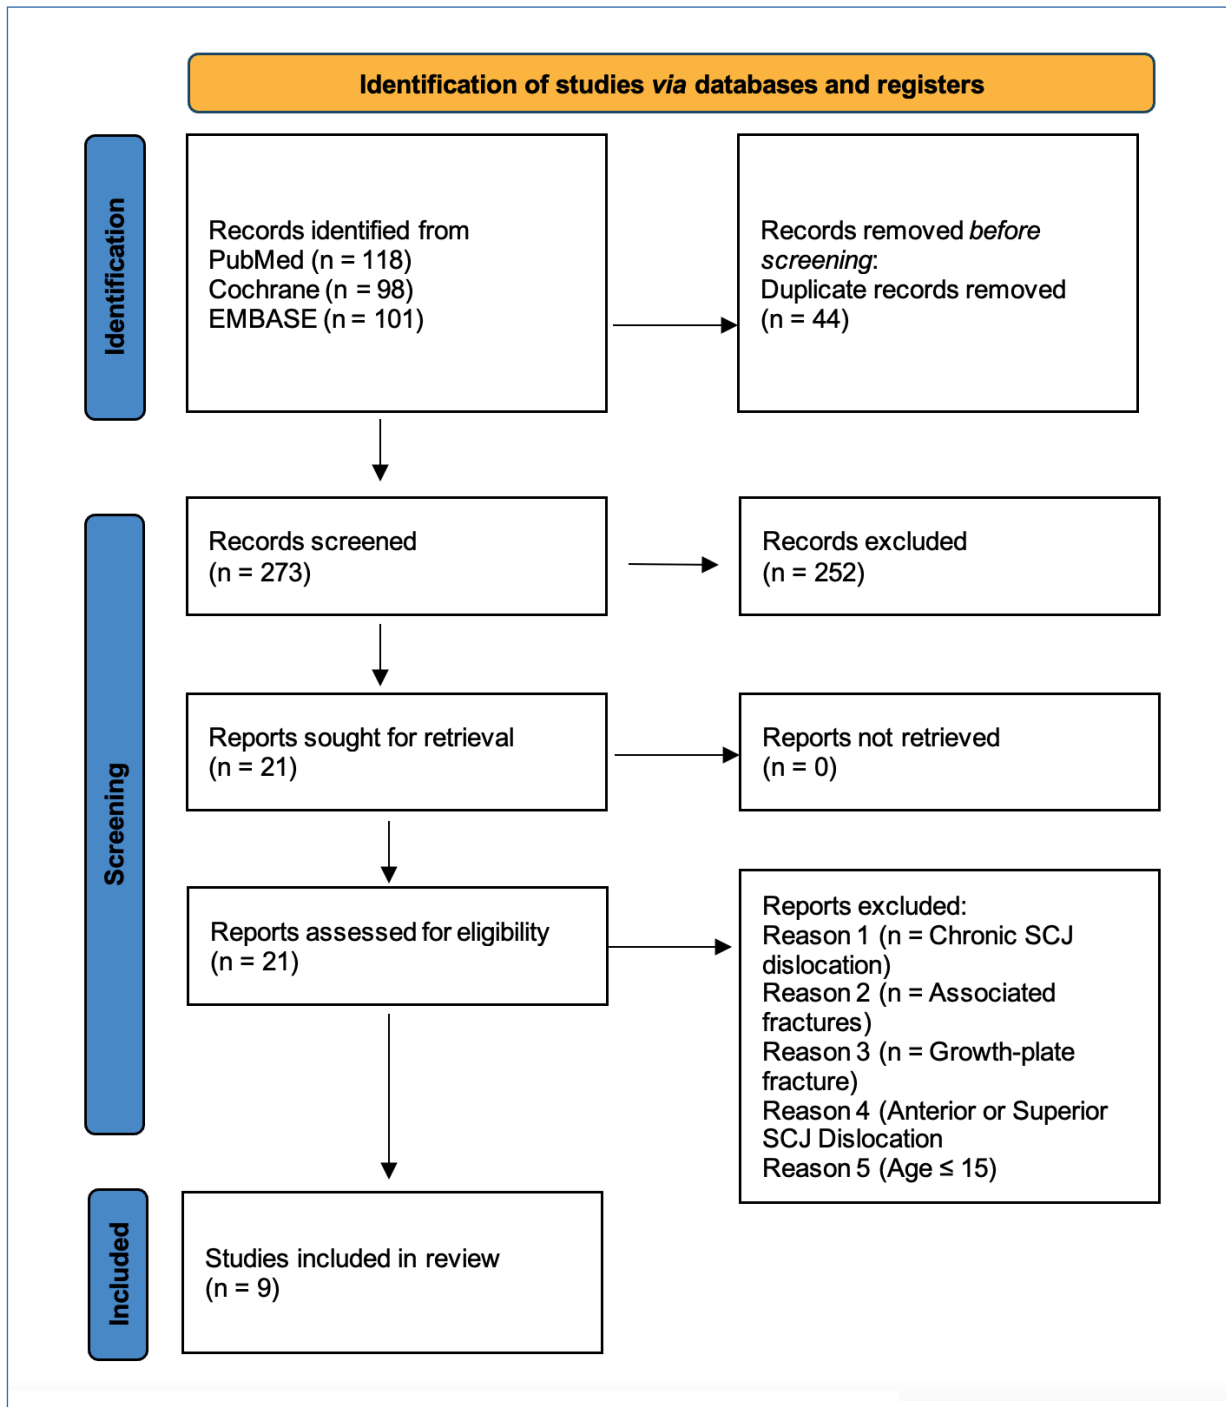 Identification of studies via databases and registers
Identification
Records identified from
PubMed (n = 118)
Cochrane (n = 98)
EMBASE (n = 101)
Records removed before
screening:
Duplicate records removed
(n = 44)
Screening
Records screened
(n = 273)
Records excluded
(n = 252)
Reports sought for retrieval
(n = 21)
Reports not retrieved
(n = 0)
Reports assessed for eligibility
(n = 21)
Reports excluded:
Reason 1 (n = Chronic SCJ
dislocation)
Reason 2 (n = Associated
fractures)
Reason 3 (n = Growth-plate
fracture)
Reason 4 (Anterior or Superior
SCJ Dislocation
Reason 5 (Age ≤ 15)
Included
Studies included in review
(n = 9)